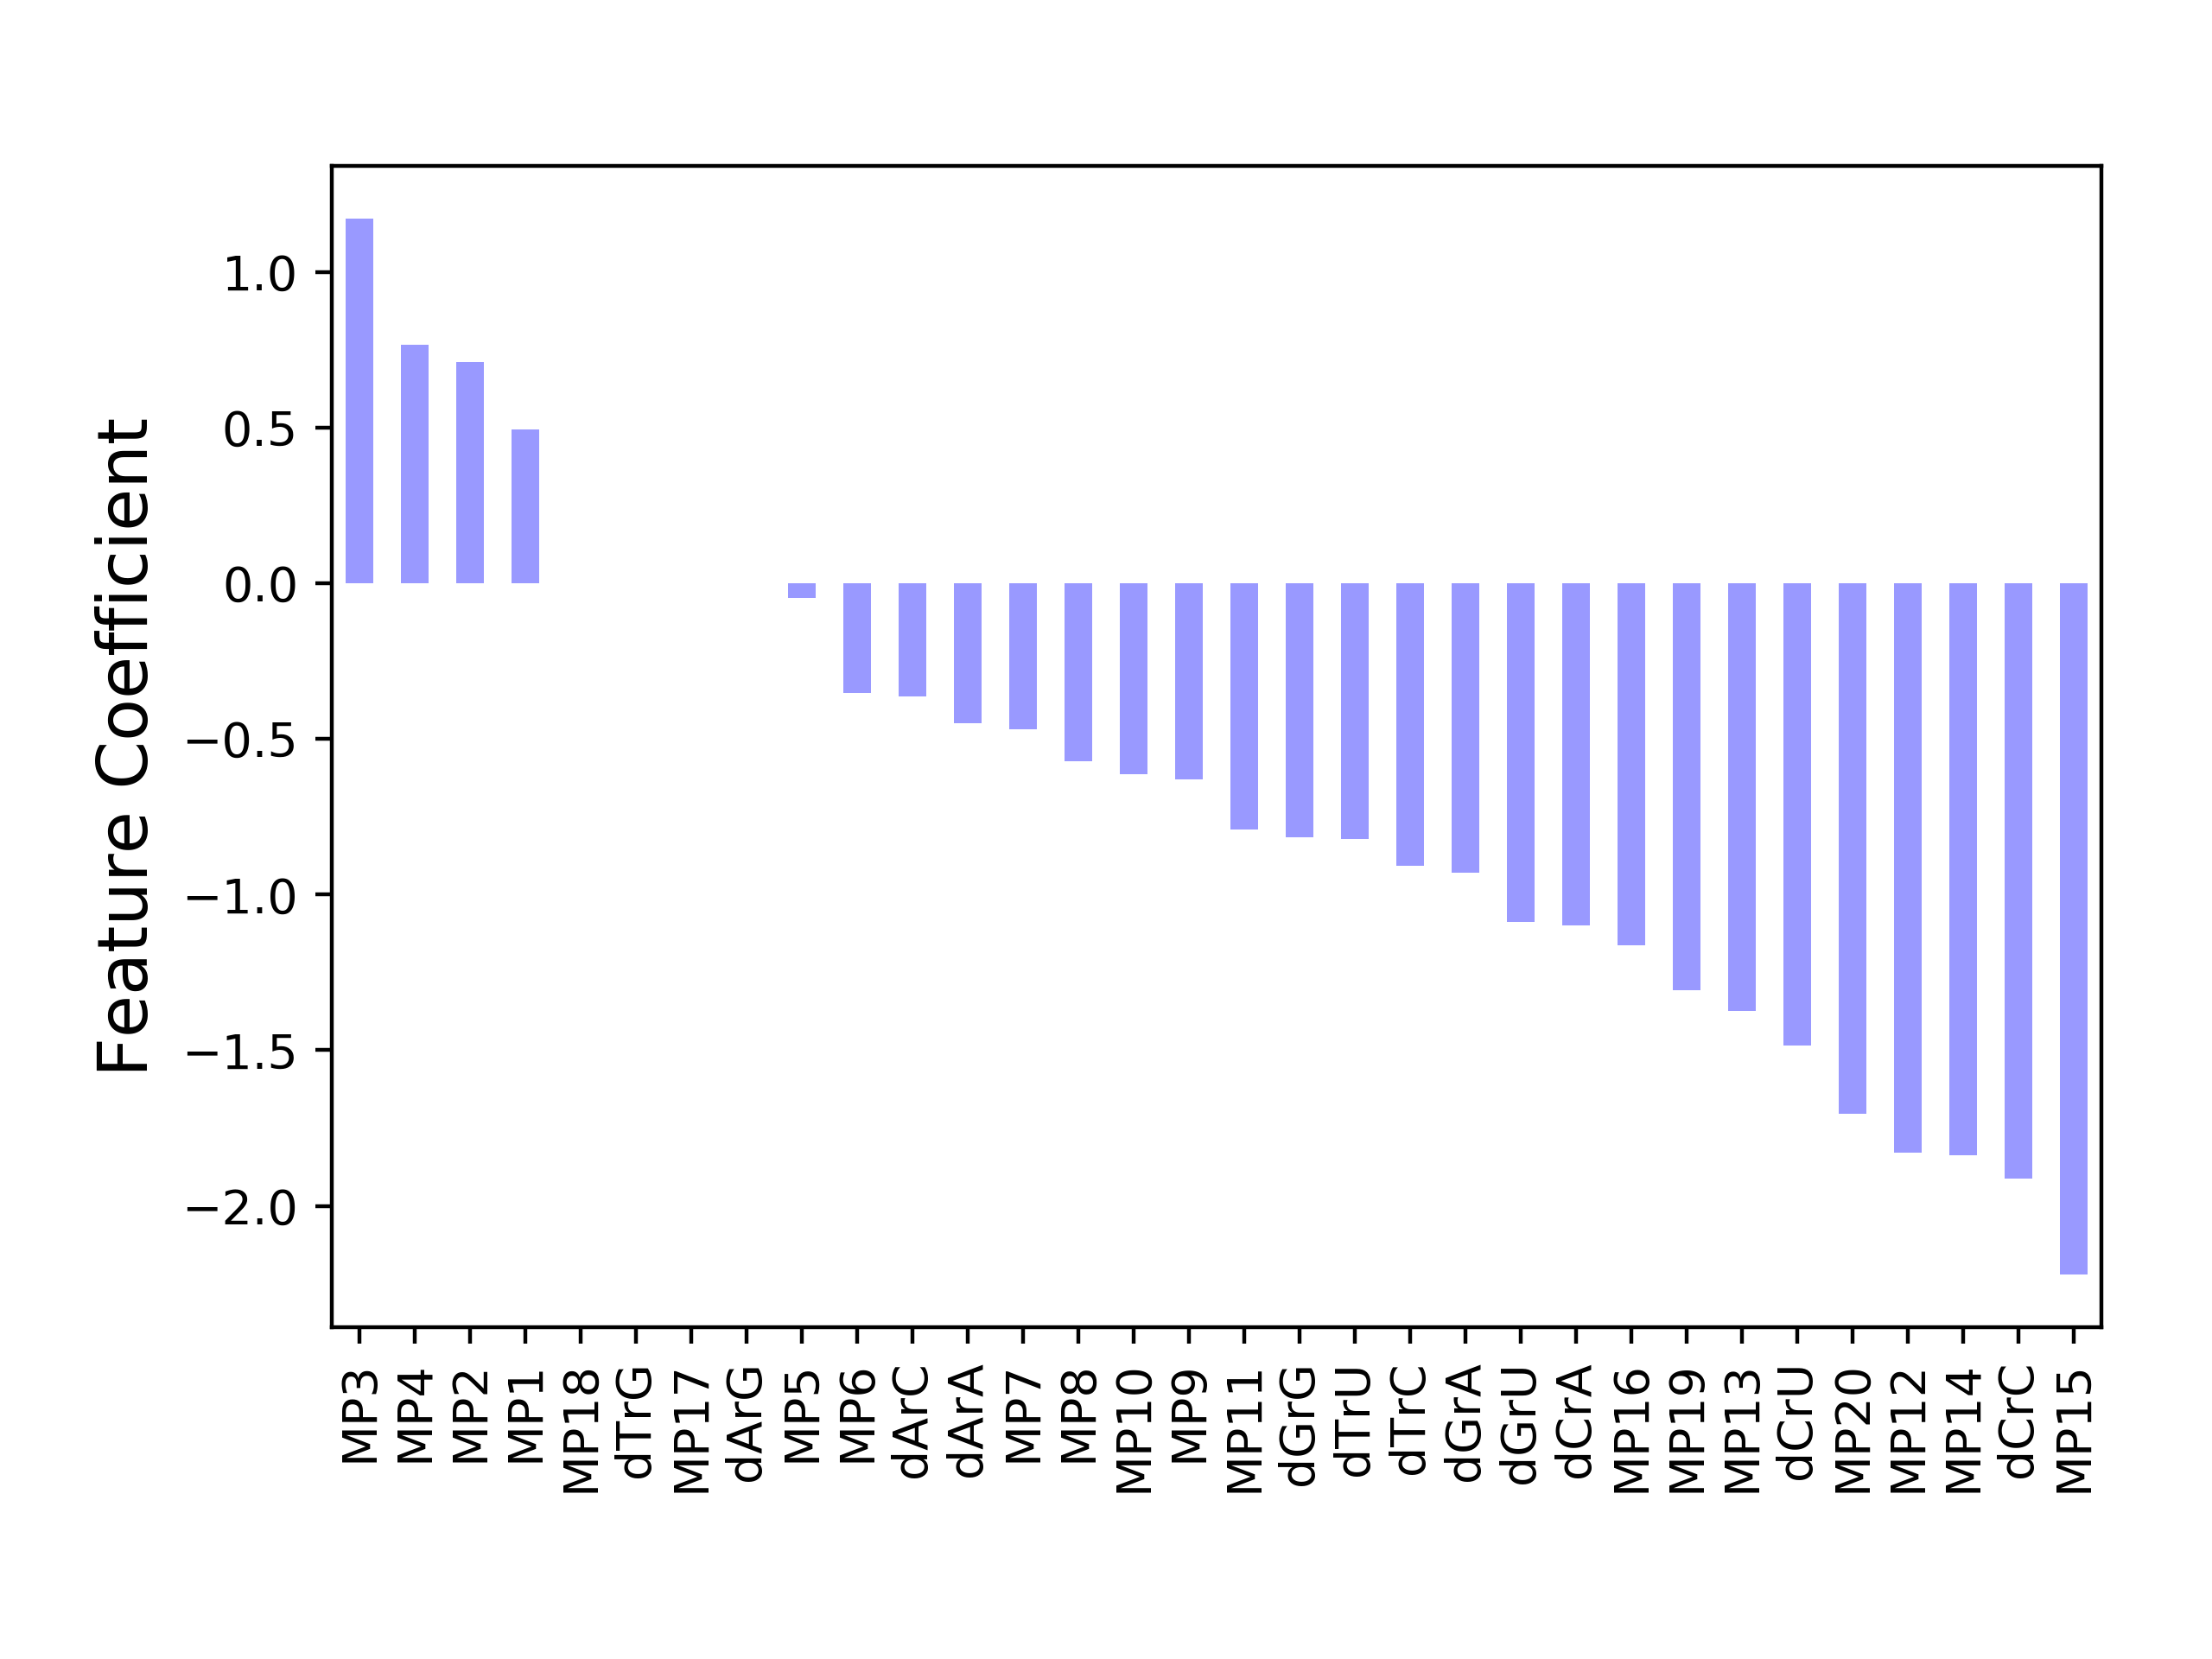 Feature Coefficient
1.0
0.5
0.0
−0.5
−1.0
−1.5
−2.0
MP3
MP4
MP2
MP1
MP18
dTrG
MP17
dArG
MP5
MP6
dArC
dArA
MP7
MP8
MP10
MP9
MP11
dGrG
dTrU
dTrC
dGrA
dGrU
dCrA
MP16
MP19
MP13
dCrU
MP20
MP12
MP14
dCrC
MP15